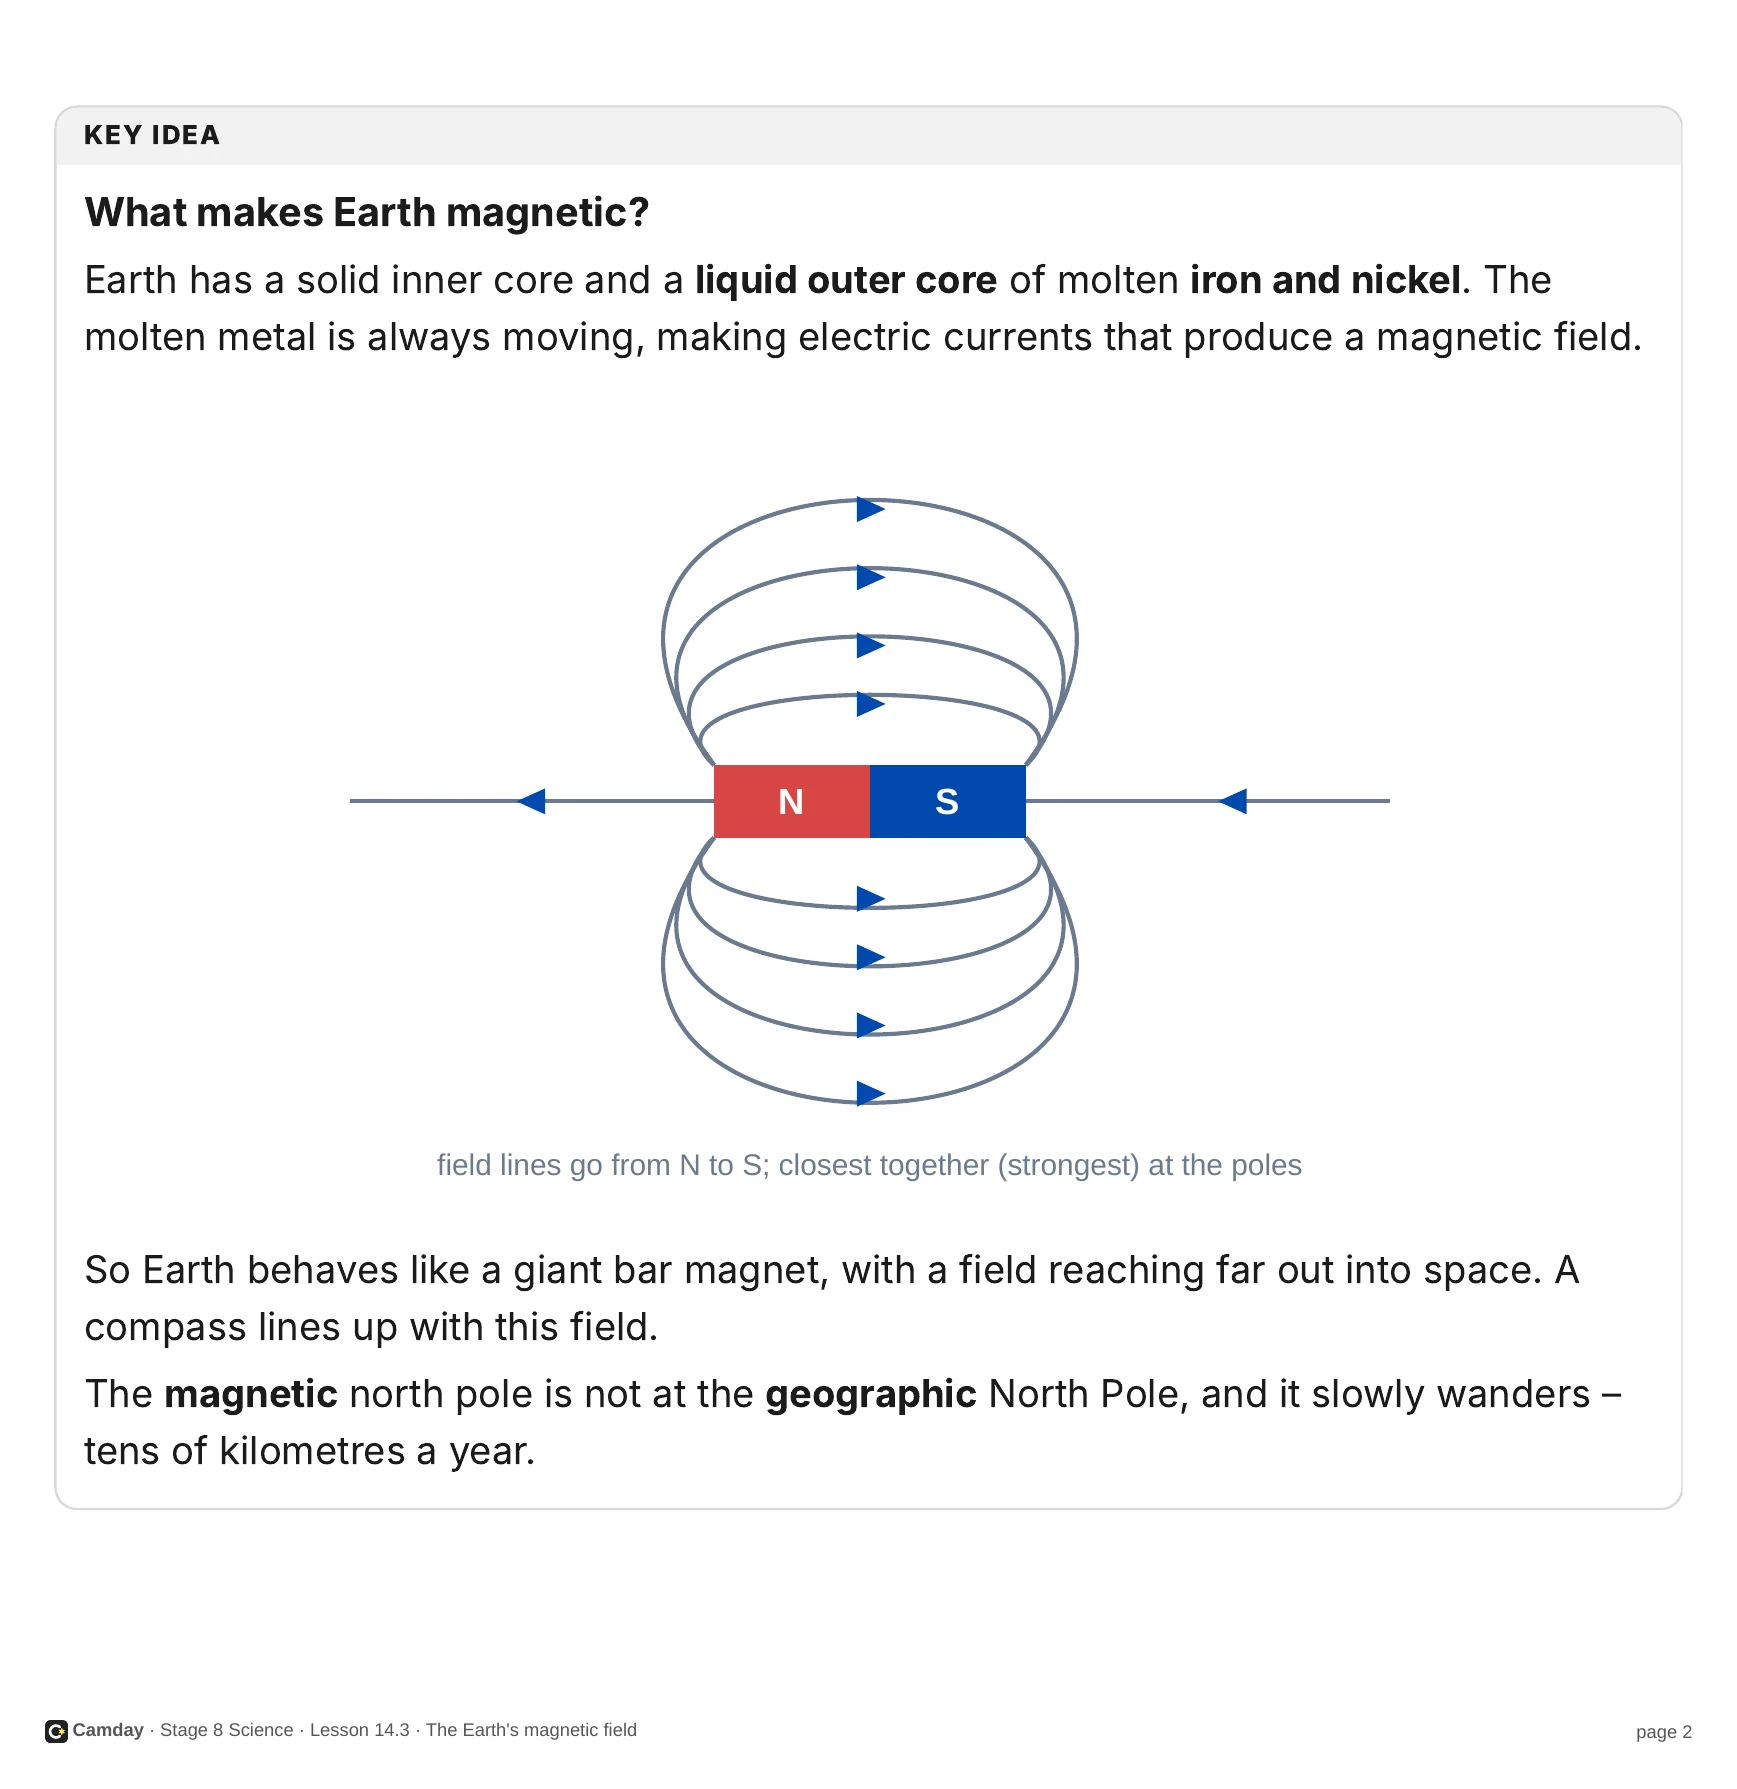 KEY IDEA
What makes Earth magnetic?
Earth has a solid inner core and a liquid outer core of molten iron and nickel. The
molten metal is always moving, making electric currents that produce a magnetic field.
N S
field lines go from N to S; closest together (strongest) at the poles
So Earth behaves like a giant bar magnet, with a field reaching far out into space. A
compass lines up with this field.
The magnetic north pole is not at the geographic North Pole, and it slowly wanders –
tens of kilometres a year.
Camday · Stage 8 Science · Lesson 14.3 · The Earth's magnetic field
page 2